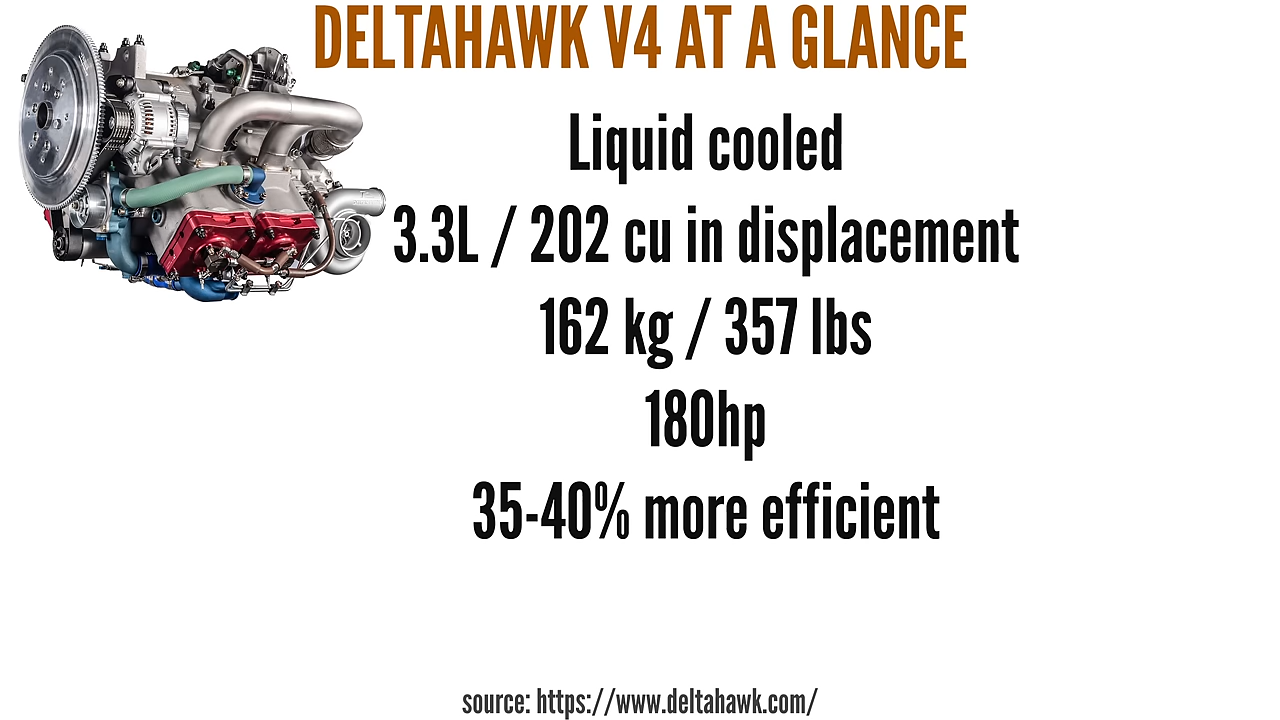 DELTAHAWK V4 AT A GLANCE
Liquid cooled
3.3L / 202 cu in displacement
162 kg / 357 lbs
180hp
35-40% more efficient
source: https://www.deltahawk.com/